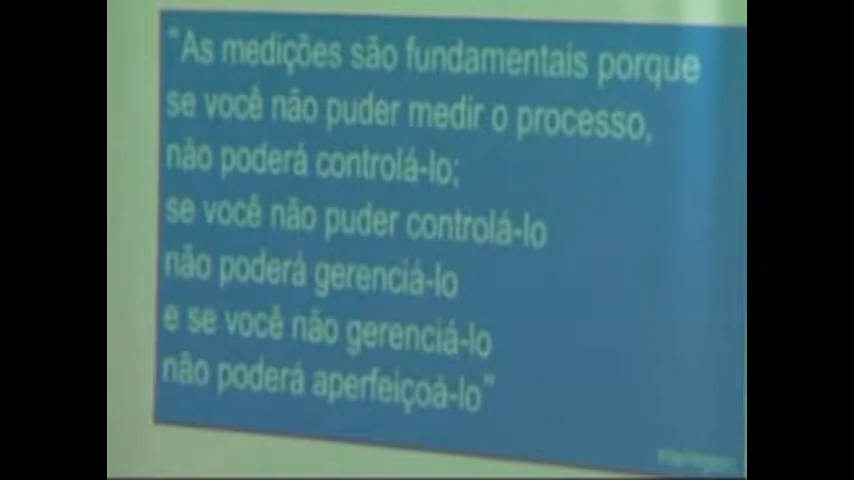 "As medições são fundamentais porque
se você não puder medir o processo,
não poderá controlá-lo;
se você não puder controlá-lo
não poderá gerenciá-lo
e se você não gerenciá-lo
não poderá aperfeiçoá-lo"